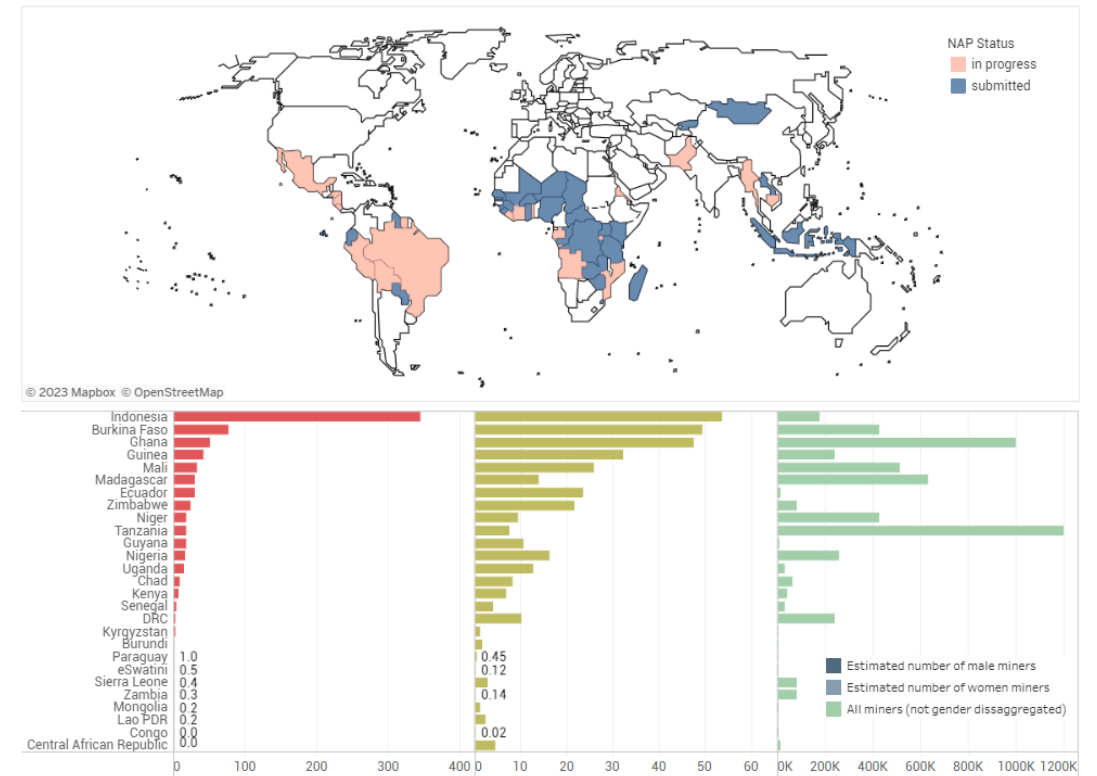 NAP Status
in progress
submitted
© 2023 Mapbox © OpenStreetMap
Indonesia
Burkina Faso
Ghana
Guinea
Mali
Madagascar
Ecuador
Zimbabwe
Niger
Tanzania
Guyana
Nigeria
Uganda
Chad
Kenya
Senegal
DRC
Kyrgyzstan
Burundi
Paraguay 1.0 0.45
eSwatini 0.5 0.12
Sierra Leone 0.4
Zambia 0.3 0.14
Mongolia 0.2
Lao PDR 0.2
Congo 0.0 0.02
Central African Republic 0.0
Estimated number of male miners
Estimated number of women miners
All miners (not gender dissaggregated)
0 100 200 300 400 0 10 20 30 40 50 60 0K 200K 400K 600K 800K 1000K 1200K